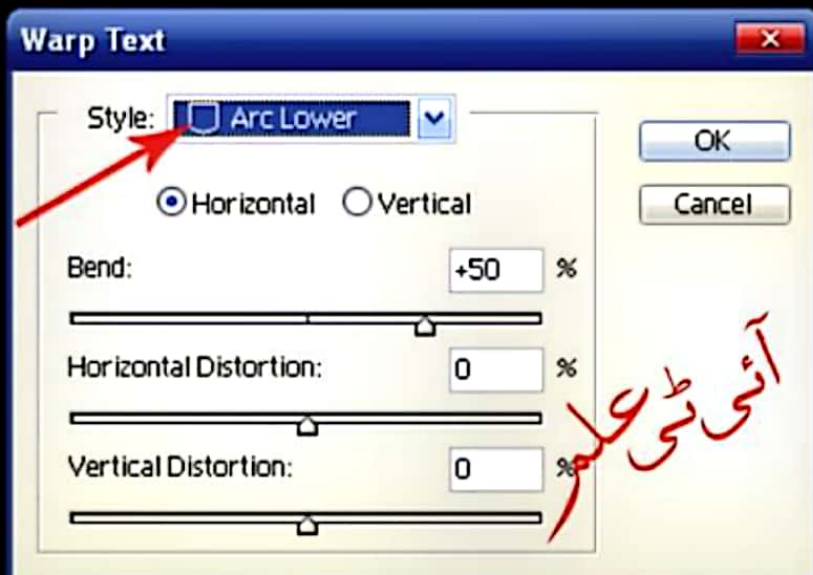 Warp Text
Style: Arc Lower
OK
Horizontal Vertical
Cancel
Bend: +50 %
Horizontal Distortion: 0 %
Vertical Distortion: 0 %
آئی ٹی علم